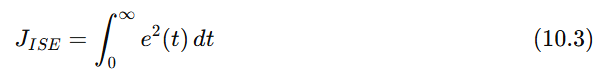 J_{ISE} = \int_0^\infty e^2(t) dt (10.3)